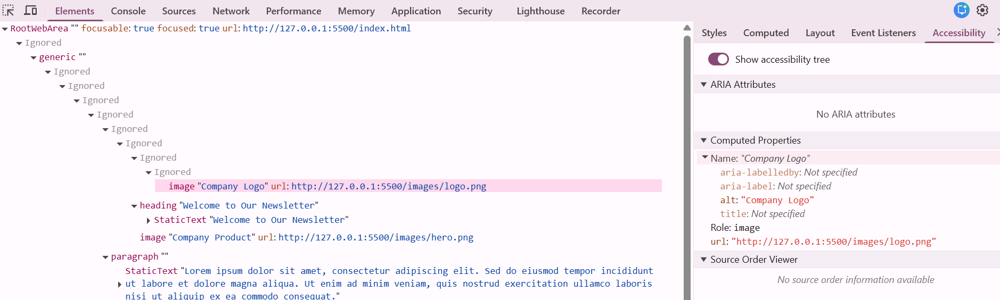 Elements Console Sources Network Performance Memory Application Security Lighthouse Recorder
RootWebArea "" focusable: true focused: true url: http://127.0.0.1:5500/index.html
Ignored
generic ""
Ignored
Ignored
Ignored
Ignored
Ignored
Ignored
Ignored
Ignored
image "Company Logo" url: http://127.0.0.1:5500/images/logo.png
heading "Welcome to Our Newsletter"
StaticText "Welcome to Our Newsletter"
image "Company Product" url: http://127.0.0.1:5500/images/hero.png
paragraph ""
StaticText "Lorem ipsum dolor sit amet, consectetur adipiscing elit. Sed do eiusmod tempor incididunt
ut labore et dolore magna aliqua. Ut enim ad minim veniam, quis nostrud exercitation ullamco laboris
nisi ut aliquip ex ea commodo consequat."
Styles Computed Layout Event Listeners Accessibility
Show accessibility tree
ARIA Attributes
No ARIA attributes
Computed Properties
Name: "Company Logo"
aria-labelledby: Not specified
aria-label: Not specified
alt: "Company Logo"
title: Not specified
Role: image
url: "http://127.0.0.1:5500/images/logo.png"
Source Order Viewer
No source order information available